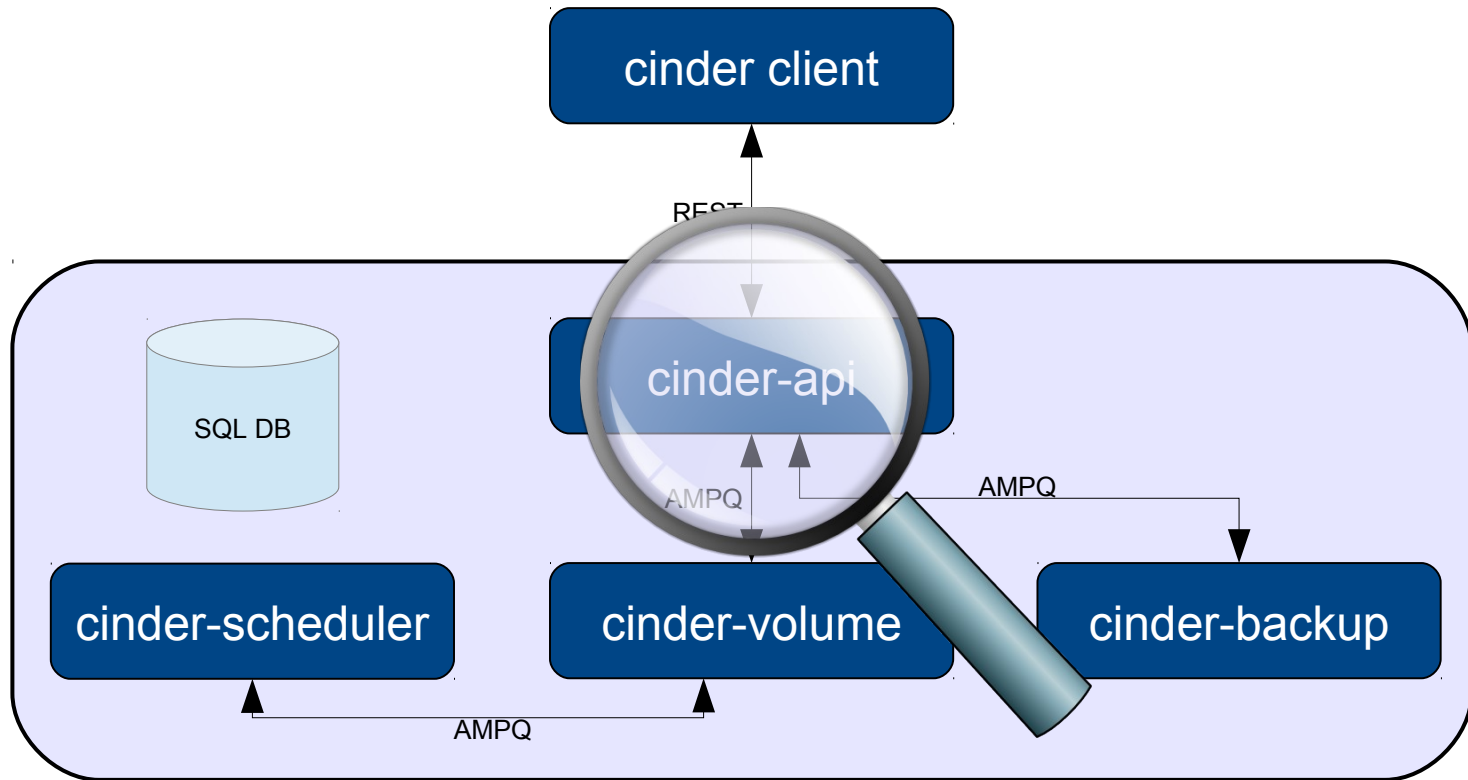 cinder client
REST
cinder-api
SQL DB
AMPQ
AMPQ
cinder-scheduler
cinder-volume
cinder-backup
AMPQ